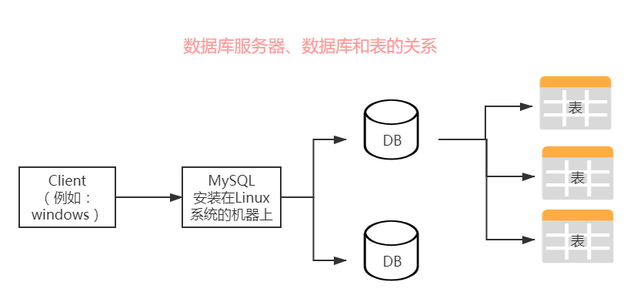 数据库服务器、数据库和表的关系
Client
（例如：
windows）
MySQL
安装在Linux
系统的机器上
DB
DB
表
表
表